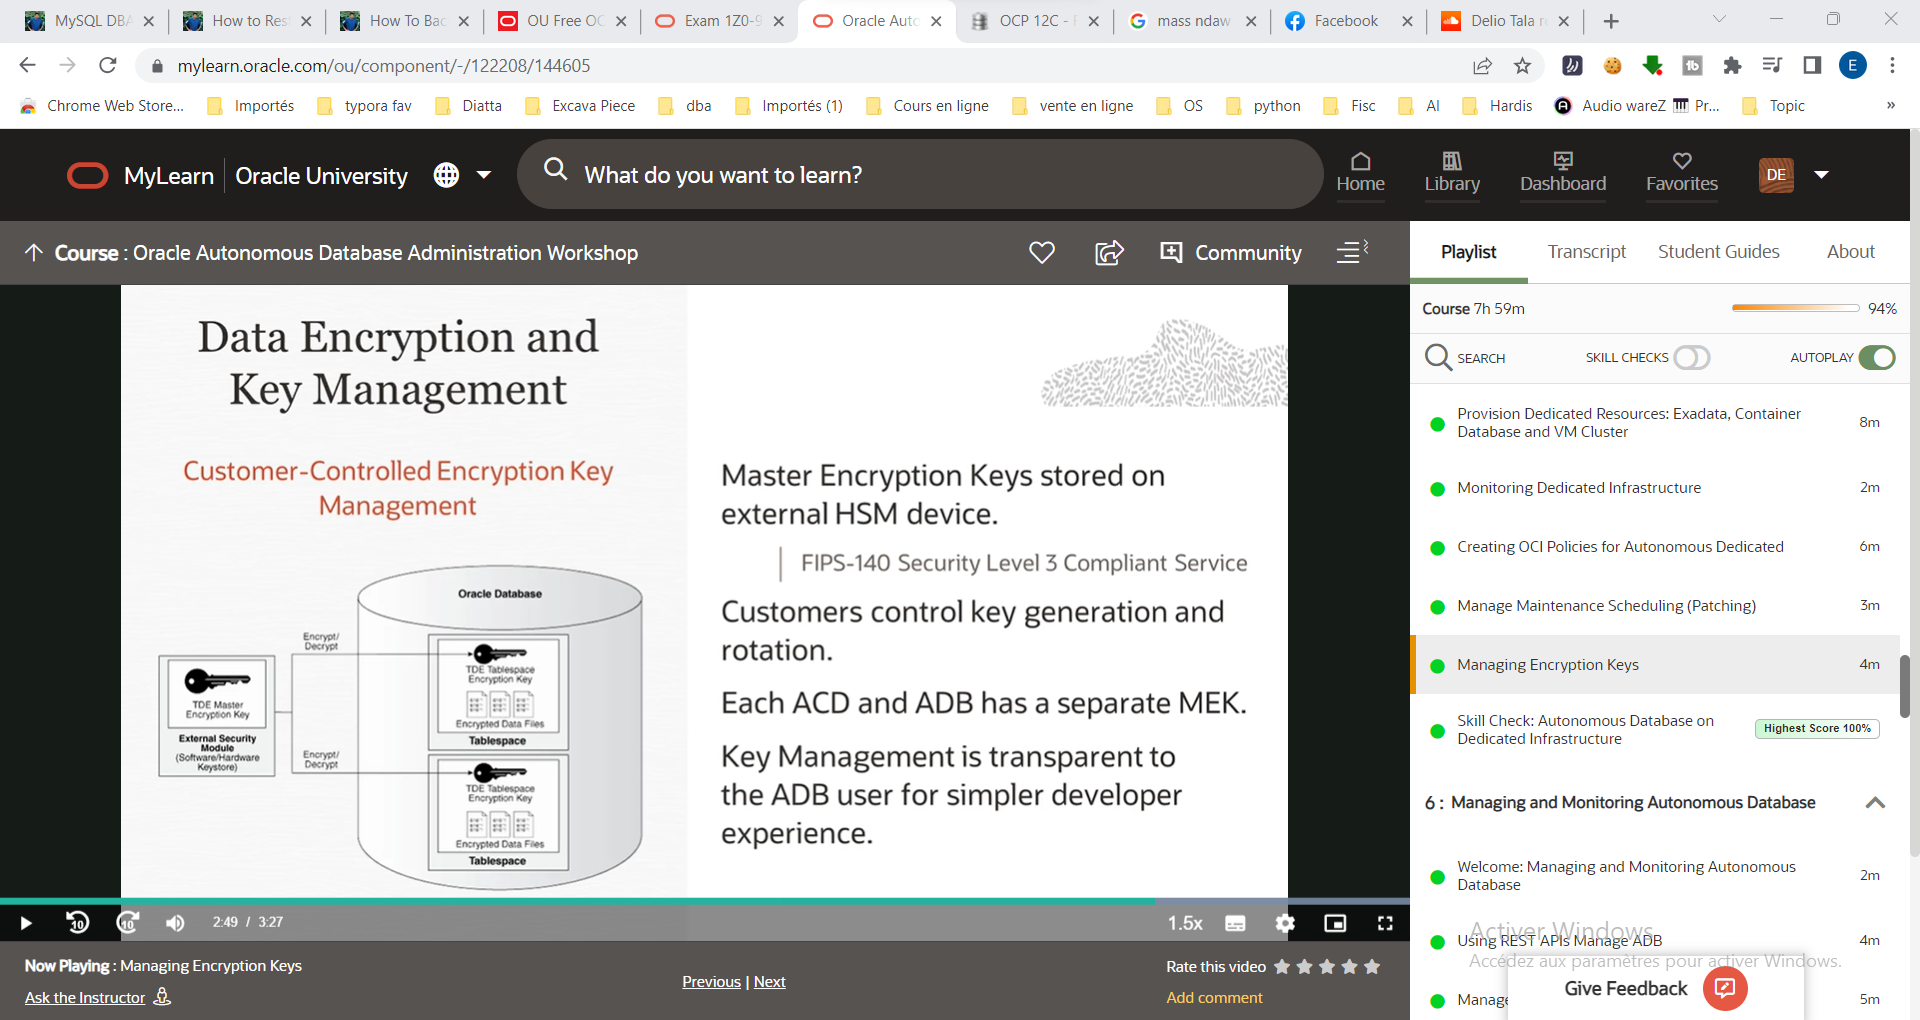 MySQL DBA
How to Res
How To Bac
OU Free OC
Exam 1Z0-9
Oracle Auto
OCP 12C -
mass ndaw
Facebook
Delio Tala r
mylearn.oracle.com/ou/component/-/122208/144605
E
Chrome Web Store...
Importés
typora fav
Diatta
Excava Piece
dba
Importés (1)
Cours en ligne
vente en ligne
OS
python
Fisc
AI
Hardis
Audio wareZ
Pr...
Topic
»
MyLearn
Oracle University
What do you want to learn?
Home
Library
Dashboard
Favorites
DE
Course : Oracle Autonomous Database Administration Workshop
Community
Data Encryption and
Key Management
Customer-Controlled Encryption Key
Management
Oracle Database
Encrypt/
Decrypt
TDE Tablespace
Encryption Key
Encrypted Data Files
Tablespace
TDE Master
Encryption Key
External Security
Module
(Software/Hardware
Keystore)
Encrypt/
Decrypt
TDE Tablespace
Encryption Key
Encrypted Data Files
Tablespace
Master Encryption Keys stored on
external HSM device.
FIPS-140 Security Level 3 Compliant Service
Customers control key generation and
rotation.
Each ACD and ADB has a separate MEK.
Key Management is transparent to
the ADB user for simpler developer
experience.
10
10
2:49 / 3:27
1.5x
Now Playing : Managing Encryption Keys
Ask the Instructor
Previous | Next
Rate this video
Add comment
Playlist
Transcript
Student Guides
About
Course 7h 59m
94%
SEARCH
SKILL CHECKS
AUTOPLAY
Provision Dedicated Resources: Exadata, Container
Database and VM Cluster
8m
Monitoring Dedicated Infrastructure
2m
Creating OCI Policies for Autonomous Dedicated
6m
Manage Maintenance Scheduling (Patching)
3m
Managing Encryption Keys
4m
Skill Check: Autonomous Database on
Dedicated Infrastructure
Highest Score 100%
6 : Managing and Monitoring Autonomous Database
Welcome: Managing and Monitoring Autonomous
Database
2m
Activer Windows
Using REST APIs Manage ADB
4m
Accédez aux paramètres pour activer Windows.
Give Feedback
Manage
5m